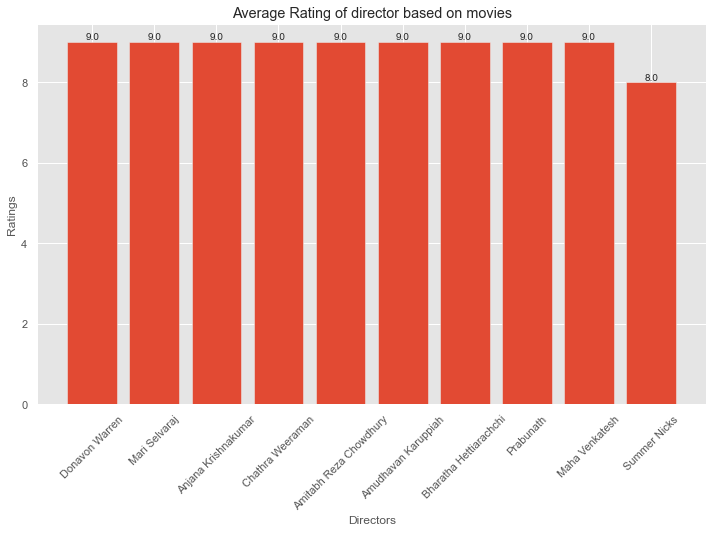 Average Rating of director based on movies
9.0 9.0 9.0 9.0 9.0 9.0 9.0 9.0 9.0 8.0
Ratings
8
6
4
2
0
Donavon Warren
Mari Selvaraj
Anjana Krishnakumar
Chathra Weeraman
Amitabh Reza Chowdhury
Amudhavan Karuppiah
Bharatha Hettiarachchi
Prabunath
Maha Venkatesh
Summer Nicks
Directors